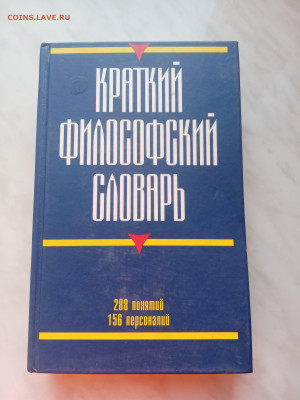 COINS.LAVE.RU
КРАТКИЙ
ФИЛОСОФСКИЙ
СЛОВАРЬ
288 понятий
156 персоналий